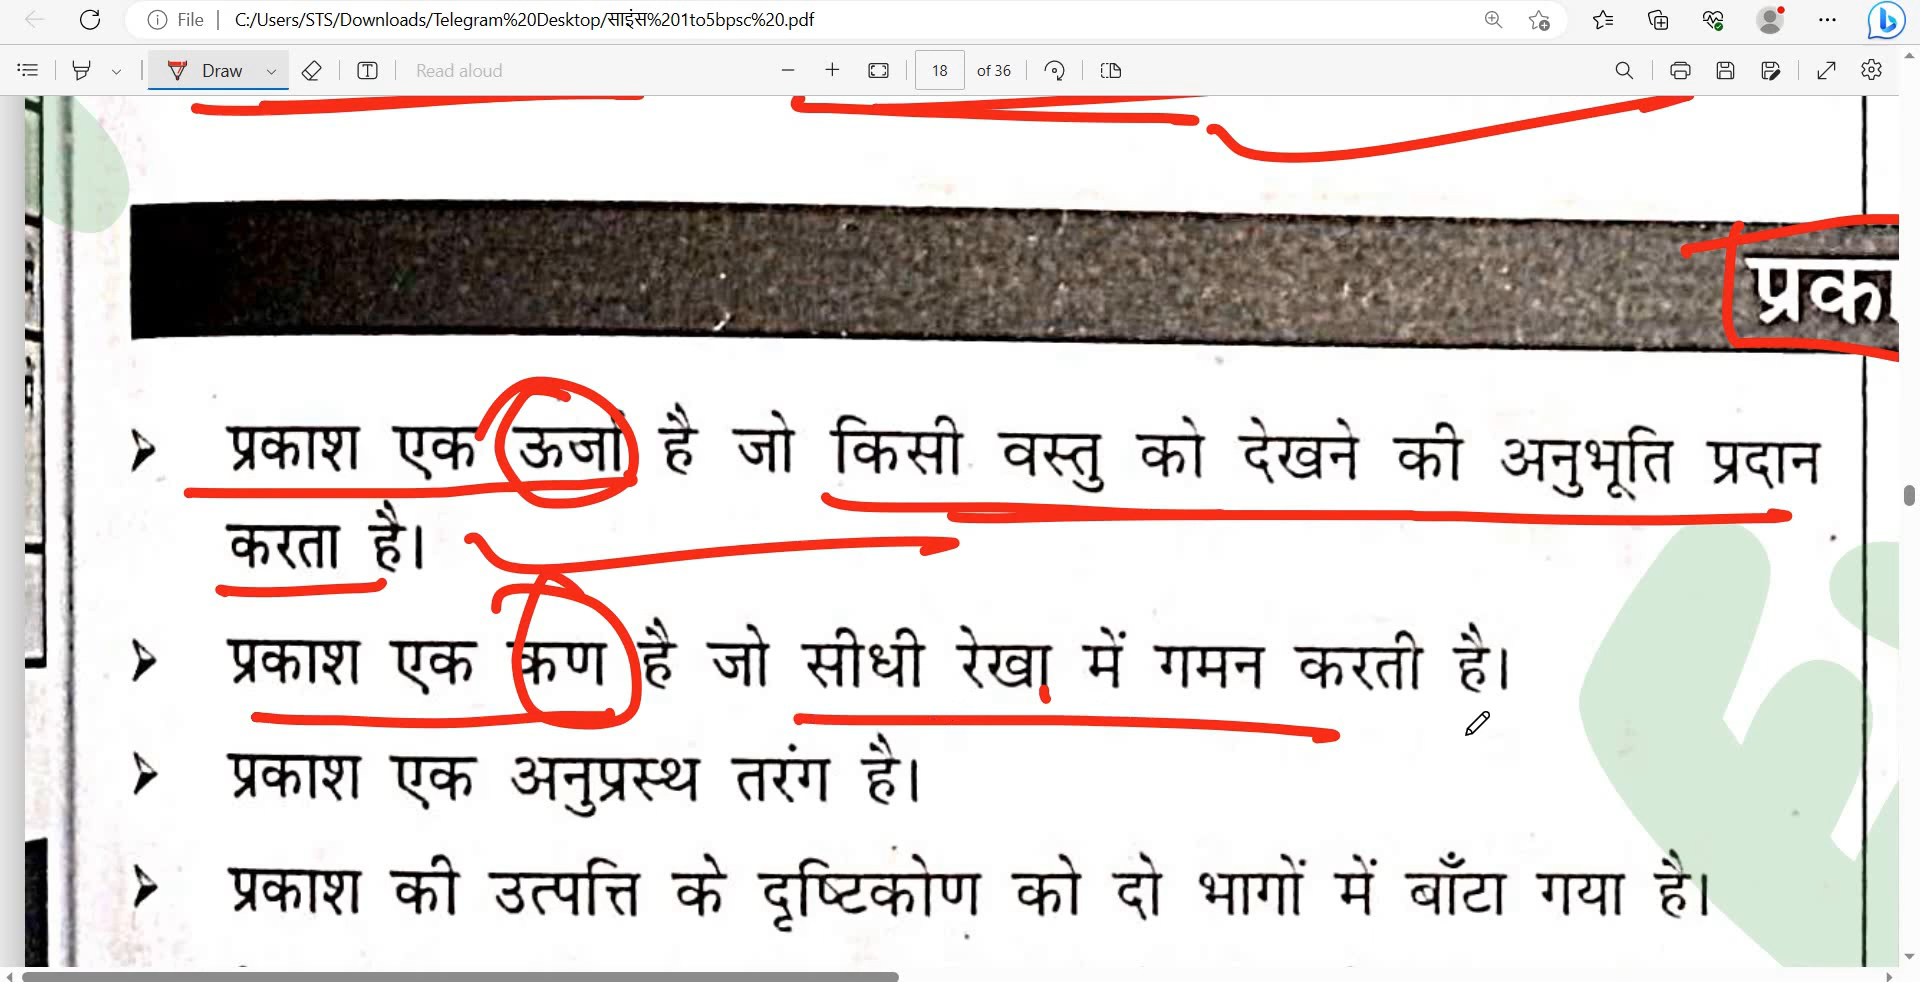 File C:/Users/STS/Downloads/Telegram%20Desktop/साइंस%201to5bpsc%20.pdf
Draw Read aloud 18 of 36
प्रक
प्रकाश एक ऊर्जा है जो किसी वस्तु को देखने की अनुभूति प्रदान
करता है।
प्रकाश एक कण है जो सीधी रेखा में गमन करती है।
प्रकाश एक अनुप्रस्थ तरंग है।
प्रकाश की उत्पत्ति के दृष्टिकोण को दो भागों में बाँटा गया है।